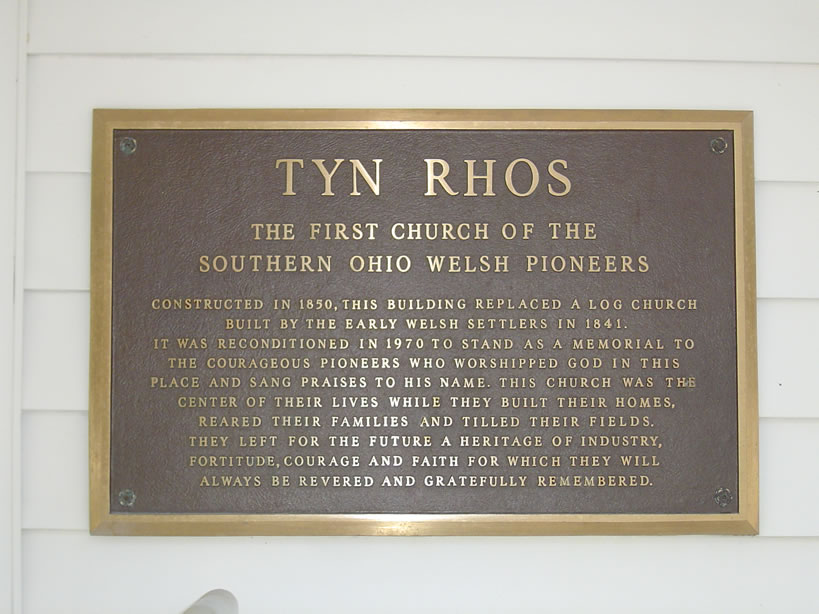 TYN RHOS
THE FIRST CHURCH OF THE
SOUTHERN OHIO WELSH PIONEERS
CONSTRUCTED IN 1850, THIS BUILDING REPLACED A LOG CHURCH
BUILT BY THE EARLY WELSH SETTLERS IN 1841.
IT WAS RECONDITIONED IN 1970 TO STAND AS A MEMORIAL TO
THE COURAGEOUS PIONEERS WHO WORSHIPPED GOD IN THIS
PLACE AND SANG PRAISES TO HIS NAME. THIS CHURCH WAS THE
CENTER OF THEIR LIVES WHILE THEY BUILT THEIR HOMES,
REARED THEIR FAMILIES AND TILLED THEIR FIELDS.
THEY LEFT FOR THE FUTURE A HERITAGE OF INDUSTRY,
FORTITUDE, COURAGE AND FAITH FOR WHICH THEY WILL
ALWAYS BE REVERED AND GRATEFULLY REMEMBERED.